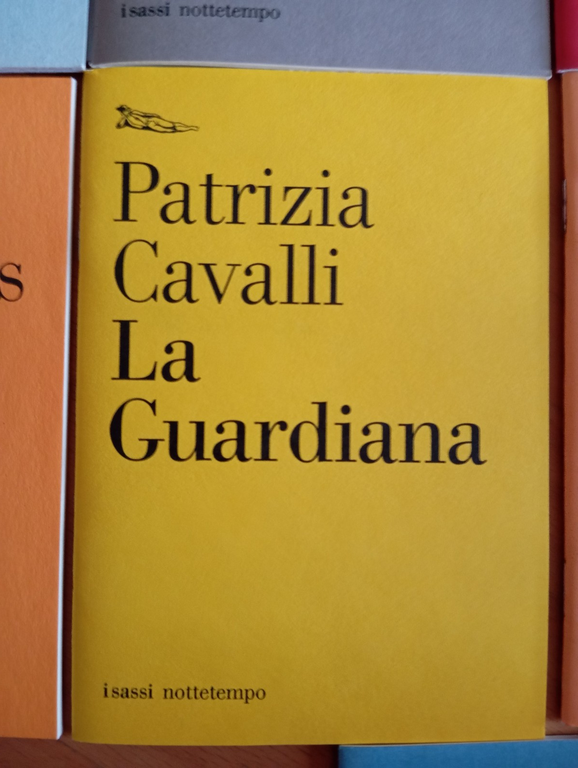 i sassi nottetempo
s
Patrizia
Cavalli
La
Guardiana
i sassi nottetempo